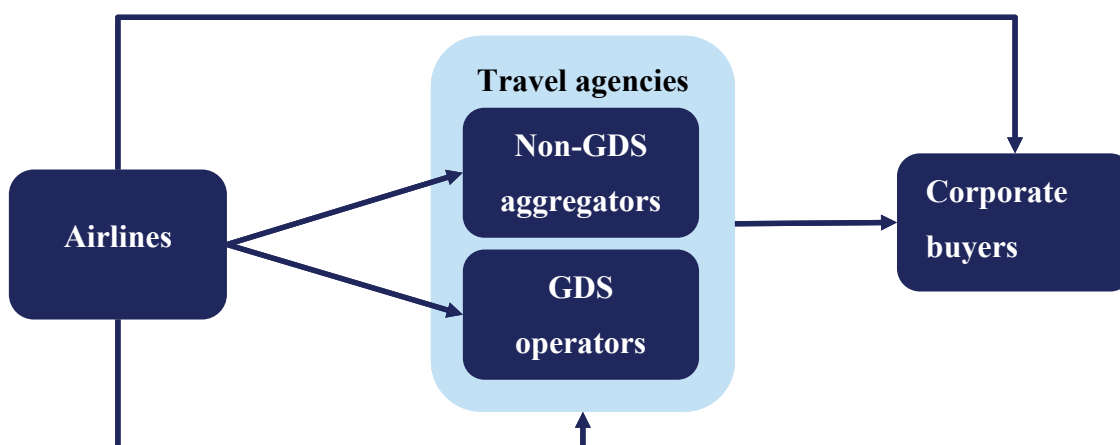 Travel agencies
Non-GDS
aggregators
Airlines
Corporate
buyers
GDS
operators